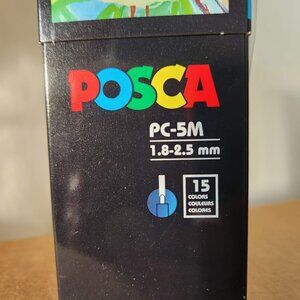 POSCA
PC-5M
1.8-2.5 mm
15
COLORS
COULEURS
COLORES